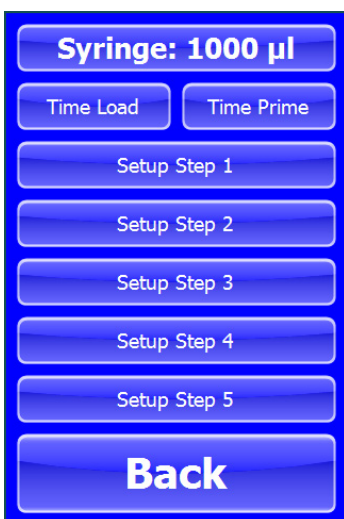 Syringe: 1000 µl
Time Load Time Prime
Setup Step 1
Setup Step 2
Setup Step 3
Setup Step 4
Setup Step 5
Back